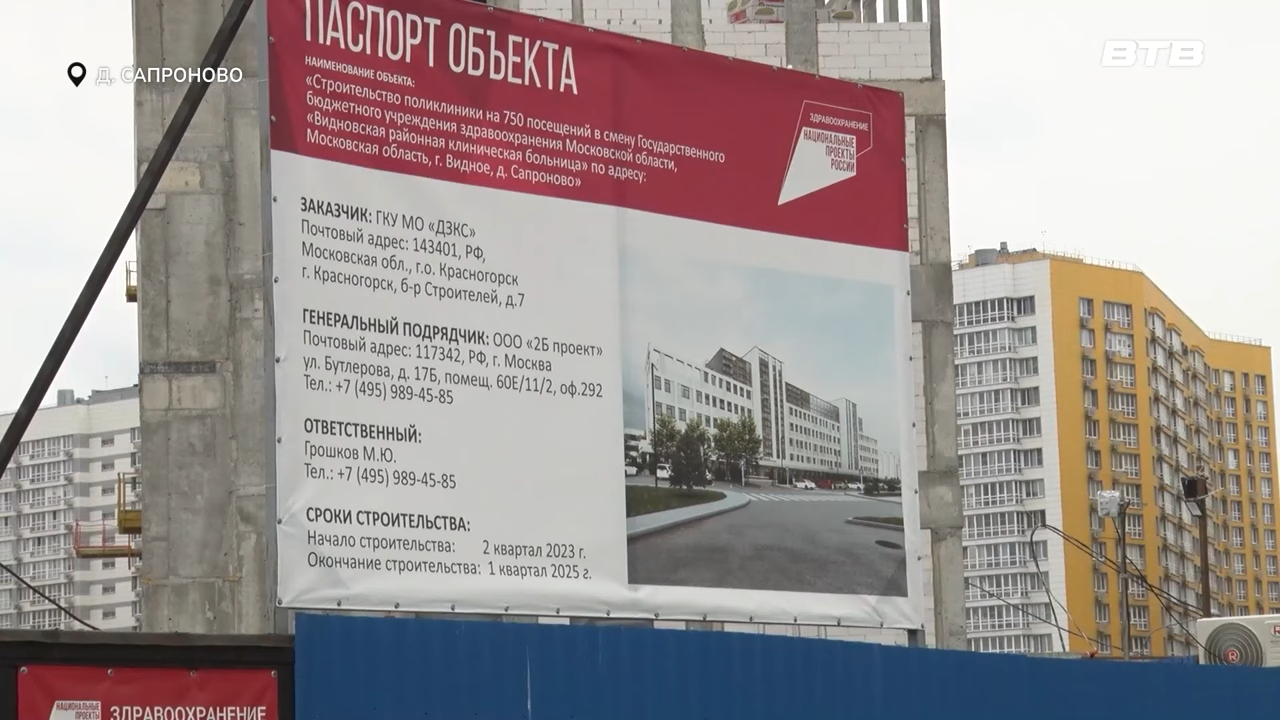 Д. САПРОНОВО
ВТВ
ПАСПОРТ ОБЪЕКТА
НАИМЕНОВАНИЕ ОБЪЕКТА:
«Строительство поликлиники на 750 посещений в смену Государственного
бюджетного учреждения здравоохранения Московской области,
«Видновская районная клиническая больница» по адресу:
Московская область, г. Видное, д. Сапроново»
ЗДРАВООХРАНЕНИЕ
НАЦИОНАЛЬНЫЕ
ПРОЕКТЫ
РОССИИ
ЗАКАЗЧИК: ГКУ МО «ДЗКС»
Почтовый адрес: 143401, РФ,
Московская обл., г.о. Красногорск
г. Красногорск, б-р Строителей, д.7
ГЕНЕРАЛЬНЫЙ ПОДРЯДЧИК: ООО «2Б проект»
Почтовый адрес: 117342, РФ, г. Москва
ул. Бутлерова, д. 17Б, помещ. 60Е/11/2, оф.292
Тел.: +7 (495) 989-45-85
ОТВЕТСТВЕННЫЙ:
Грошков М.Ю.
Тел.: +7 (495) 989-45-85
СРОКИ СТРОИТЕЛЬСТВА:
Начало строительства: 2 квартал 2023 г.
Окончание строительства: 1 квартал 2025 г.
НАЦИОНАЛЬНЫЕ
ПРОЕКТЫ
ЗДРАВООХРАНЕНИЕ